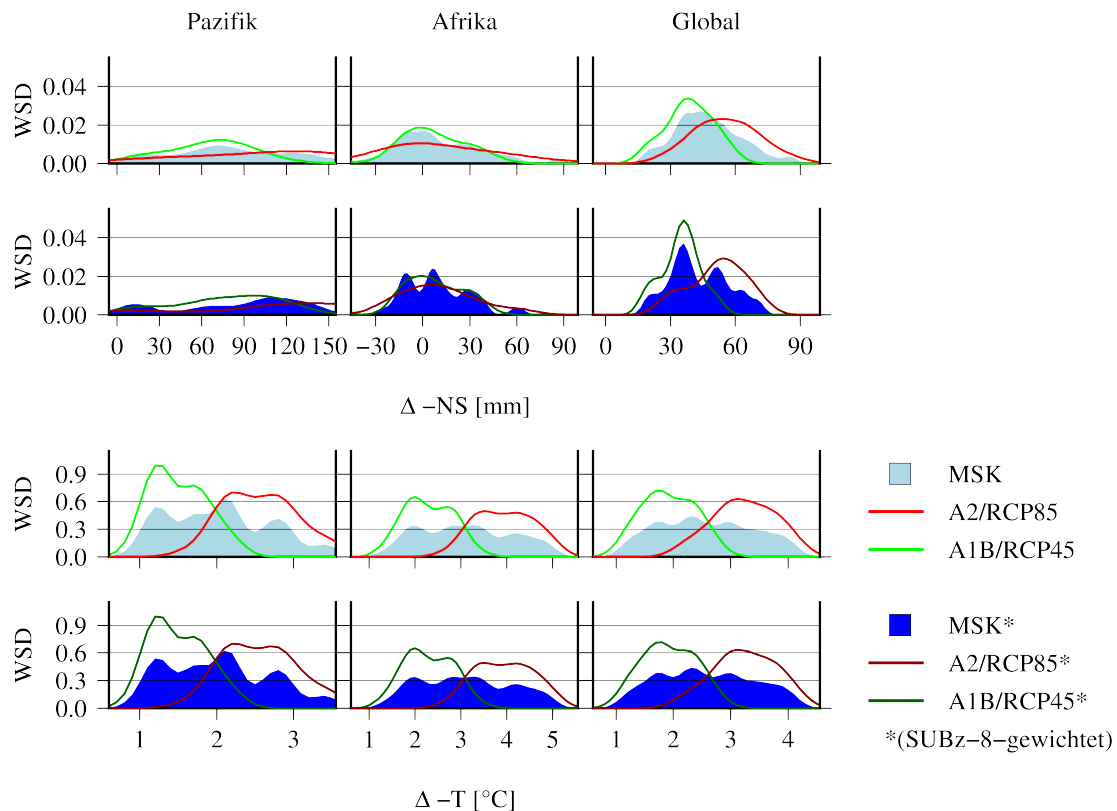 Pazifik Afrika Global
WSD
0.04
0.02
0.00
WSD
0.04
0.02
0.00
0 30 60 90 120 150 −30 0 30 60 90 0 30 60 90
Δ −NS [mm]
WSD
0.9
0.6
0.3
0.0
WSD
0.9
0.6
0.3
0.0
1 2 3 1 2 3 4 5 1 2 3 4
Δ −T [°C]
MSK
A2/RCP85
A1B/RCP45
MSK*
A2/RCP85*
A1B/RCP45*
*(SUBz−8−gewichtet)